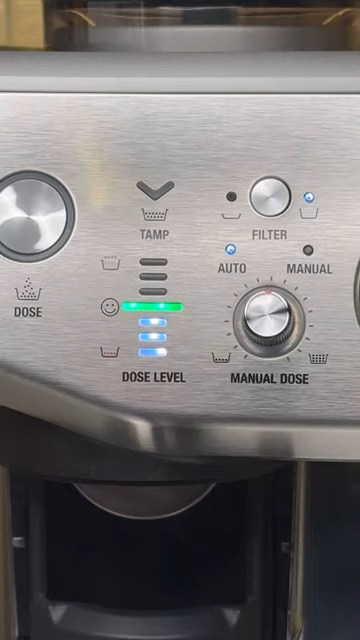 TAMP
FILTER
AUTO
MANUAL
DOSE
DOSE LEVEL
MANUAL DOSE